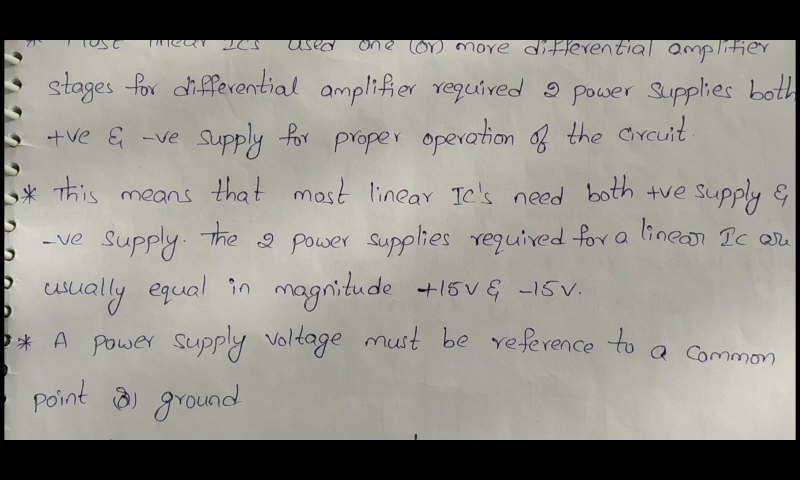 * Most linear IC's used one (or) more differential amplifier
stages for differential amplifier required 2 power supplies both
+ve & -ve supply for proper operation of the circuit.
* This means that most linear IC's need both +ve supply &
-ve supply. The 2 power supplies required for a linear IC are
usually equal in magnitude +15V & -15V.
* A power supply voltage must be reference to a common
point (or) ground